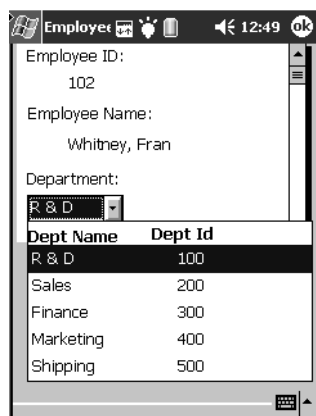 Employee 12:49 ok
Employee ID:
102
Employee Name:
Whitney, Fran
Department:
R & D
Dept Name Dept Id
R & D 100
Sales 200
Finance 300
Marketing 400
Shipping 500